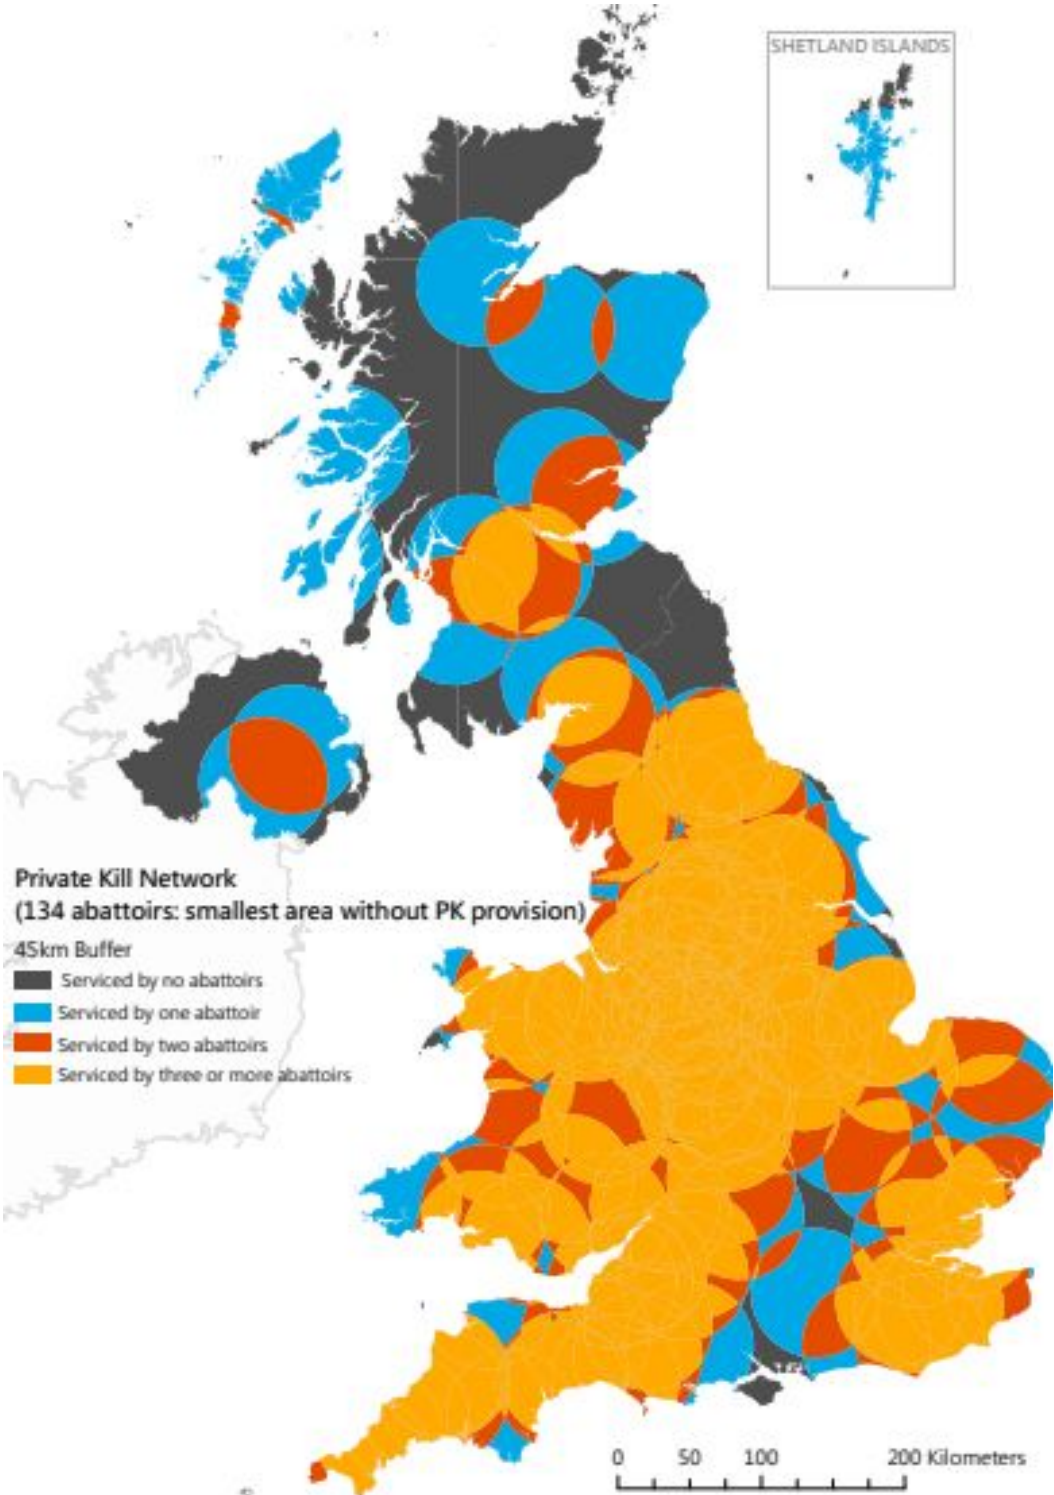 SHETLAND ISLANDS
Private Kill Network
(134 abattoirs: smallest area without PK provision)
45km Buffer
Serviced by no abattoirs
Serviced by one abattoir
Serviced by two abattoirs
Serviced by three or more abattoirs
0 50 100 200 Kilometers